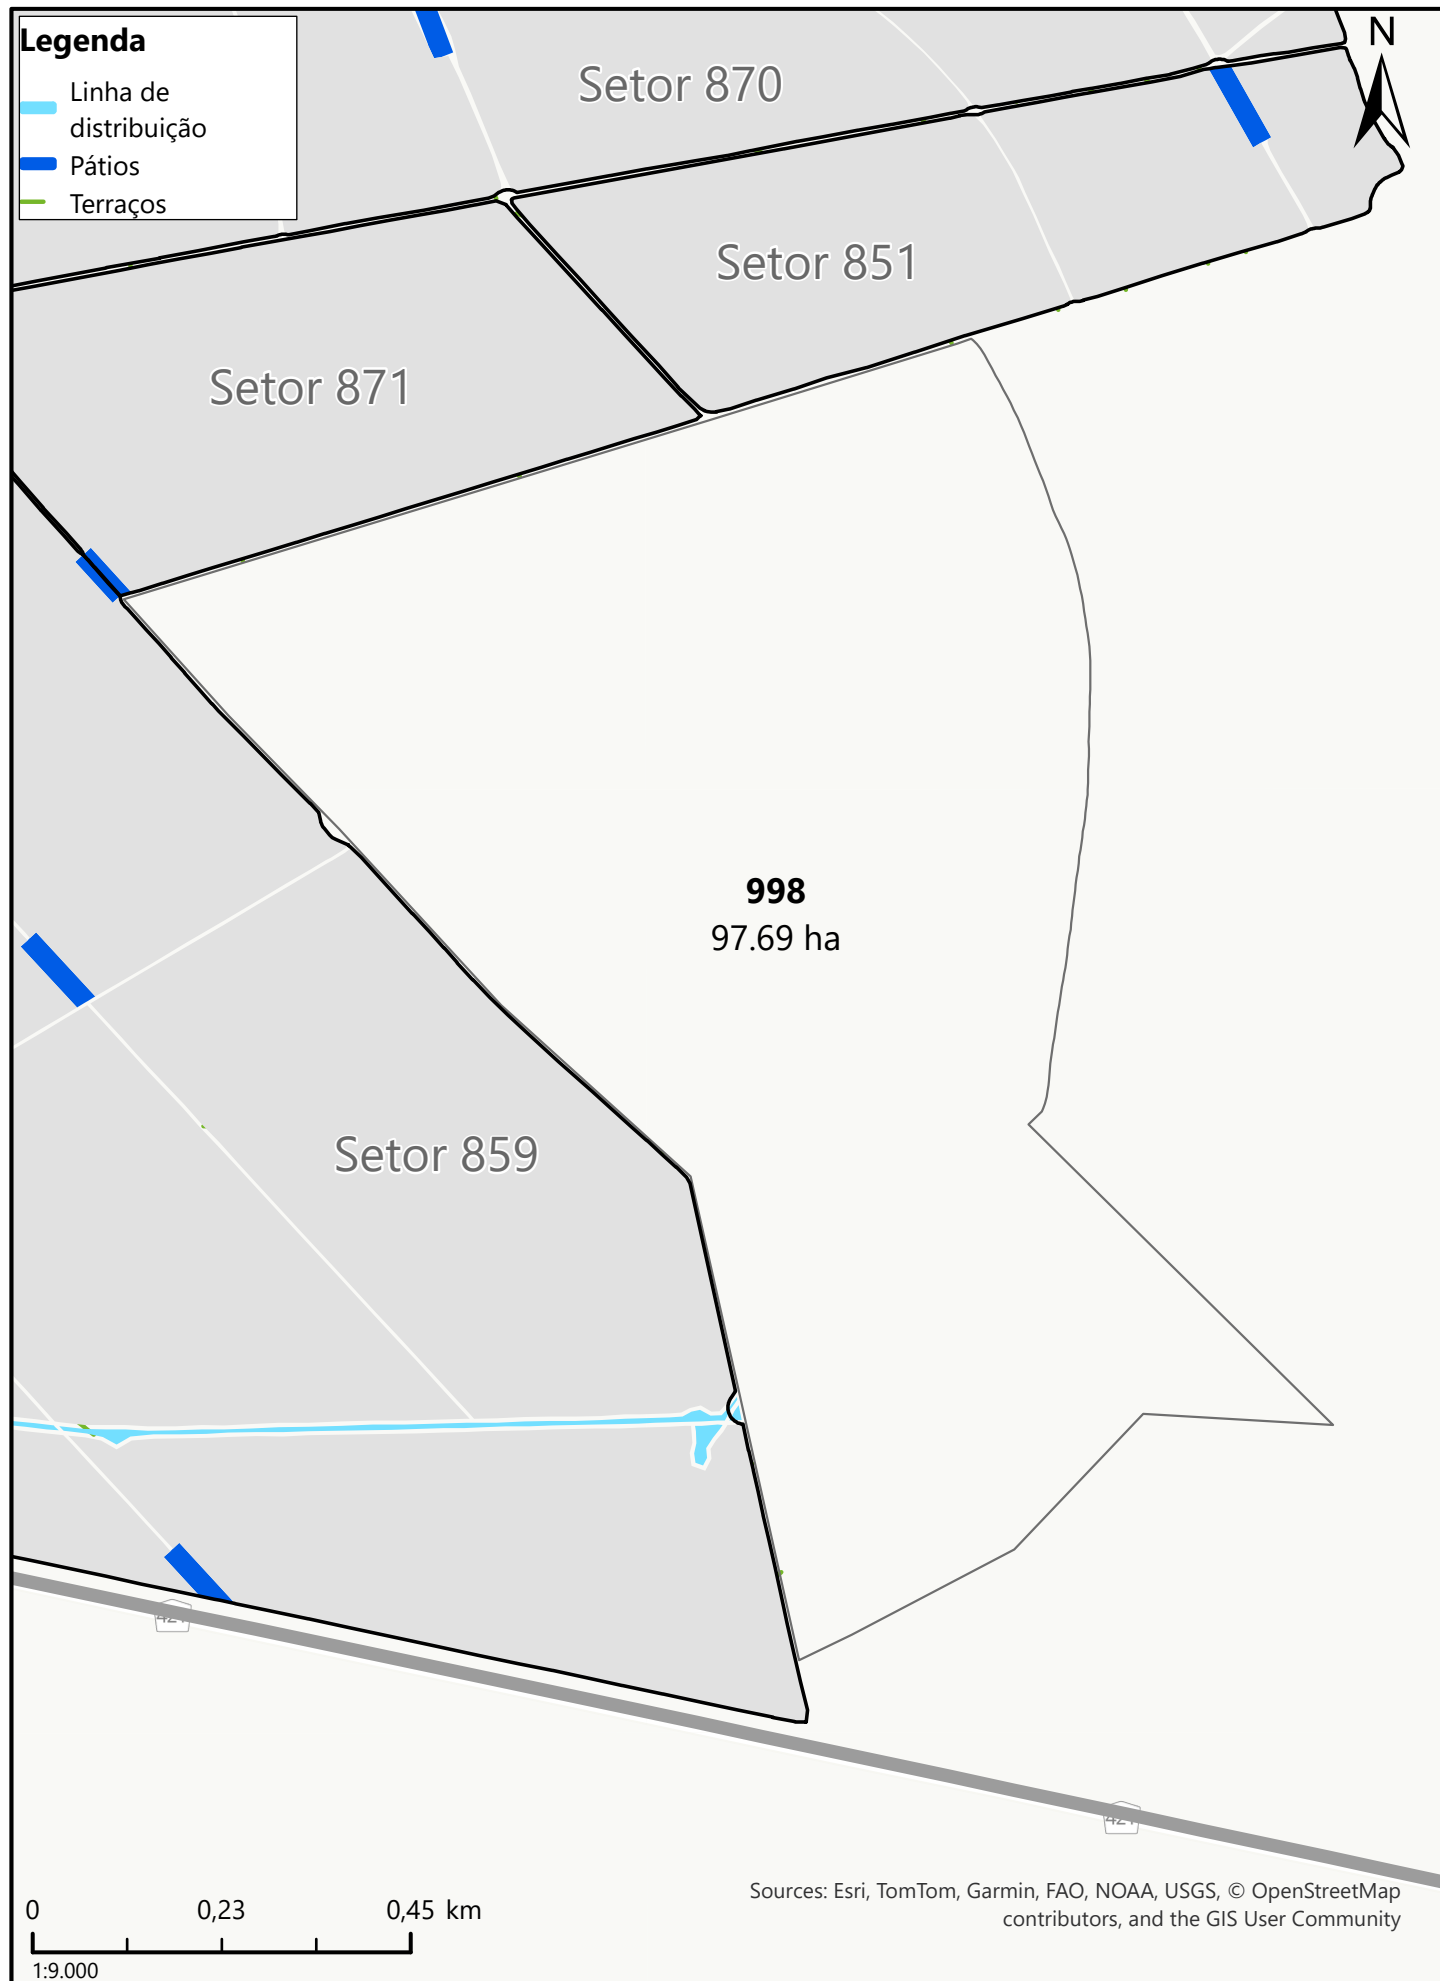 Legenda
Linha de
distribuição
Pátios
Terraços
N
Setor 870
Setor 851
Setor 871
998
97.69 ha
Setor 859
421
421
Sources: Esri, TomTom, Garmin, FAO, NOAA, USGS, © OpenStreetMap
contributors, and the GIS User Community
0 0,23 0,45 km
1:9.000